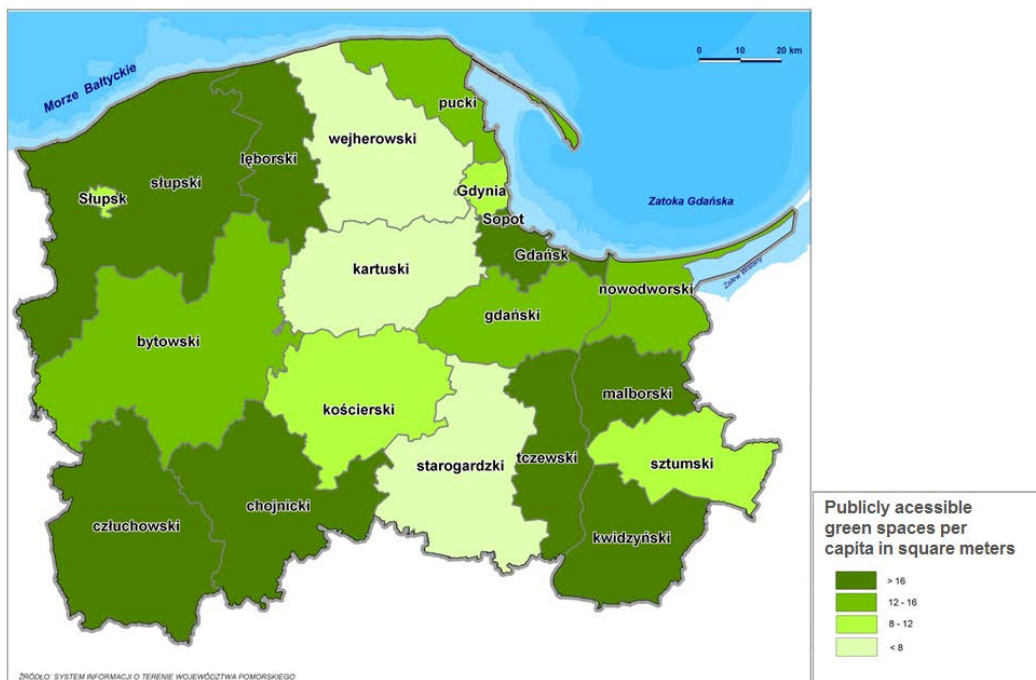 0 10 20 km
Morze Bałtyckie
pucki
wejherowski
lęborski
słupski
Słupsk
Gdynia
Sopot
Zatoka Gdańska
Gdańsk
kartuski
Zalew Wiślany
nowodworski
gdański
bytowski
malborski
kościerski
starogardzki
tczewski
sztumski
chojnicki
człuchowski
kwidzyński
Publicly acessible
green spaces per
capita in square meters
> 16
12 - 16
8 - 12
< 8
ŹRÓDŁO: SYSTEM INFORMACJI O TERENIE WOJEWÓDZTWA POMORSKIEGO